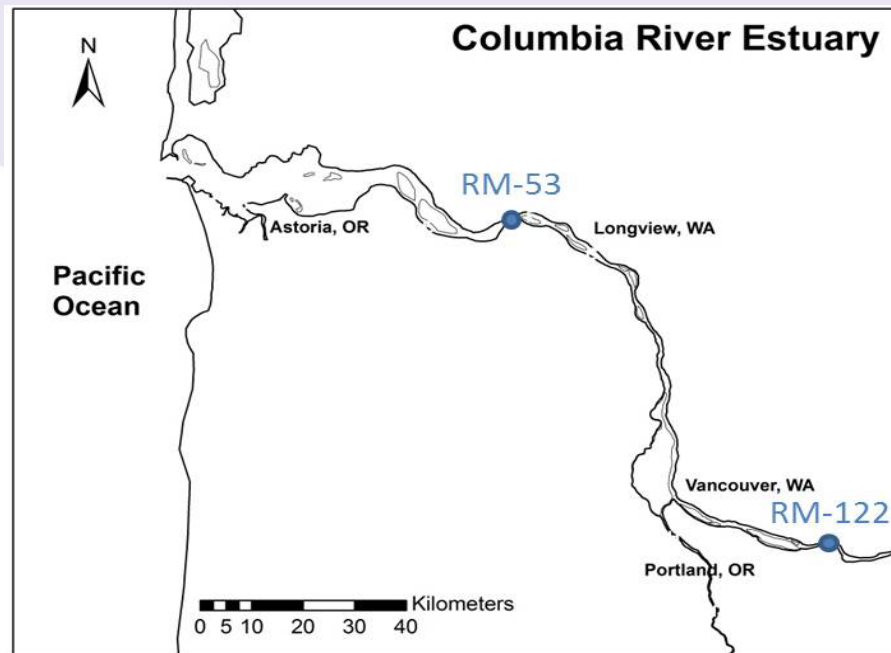 Columbia River Estuary
N
RM-53
Astoria, OR
Longview, WA
Pacific
Ocean
Vancouver, WA
RM-122
Portland, OR
Kilometers
0 5 10 20 30 40